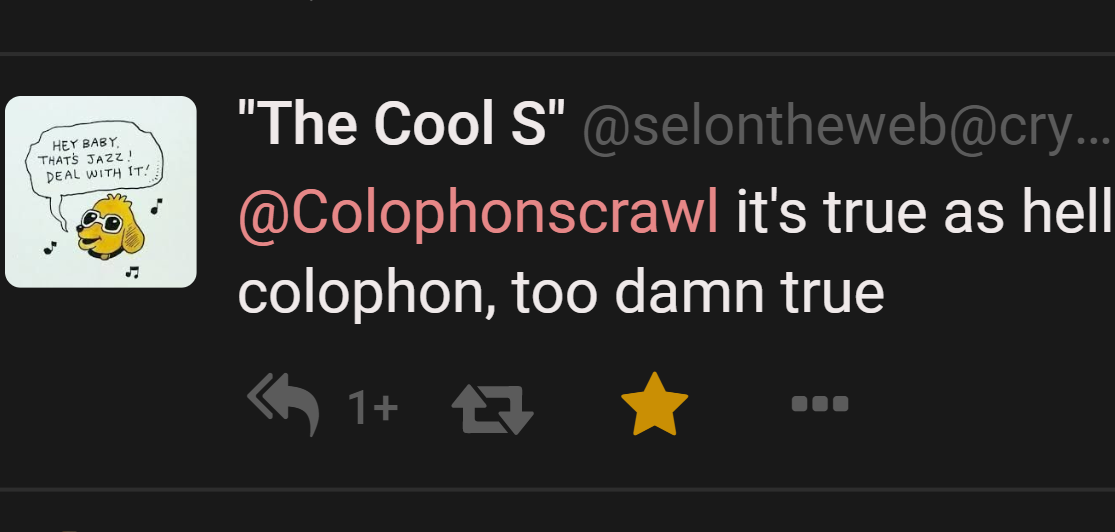 "The Cool S" @selontheweb@cry...
HEY BABY,
THAT'S JAZZ!
DEAL WITH IT!
@Colophonscrawl it's true as hell
colophon, too damn true
1+